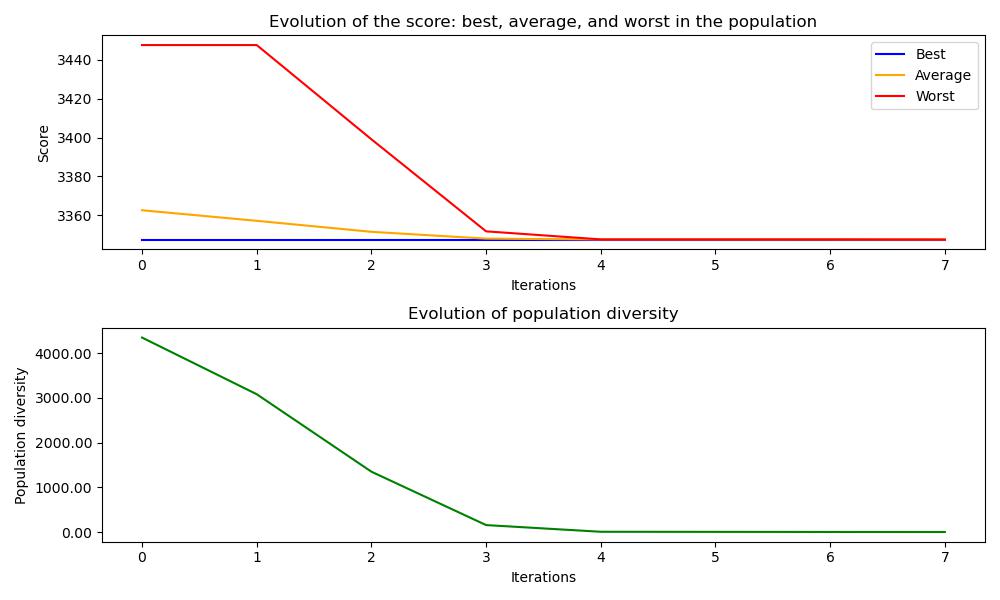 Evolution of the score: best, average, and worst in the population
Score
3440
3420
3400
3380
3360
Best
Average
Worst
0 1 2 3 4 5 6 7
Iterations
Evolution of population diversity
Population diversity
4000.00
3000.00
2000.00
1000.00
0.00
0 1 2 3 4 5 6 7
Iterations